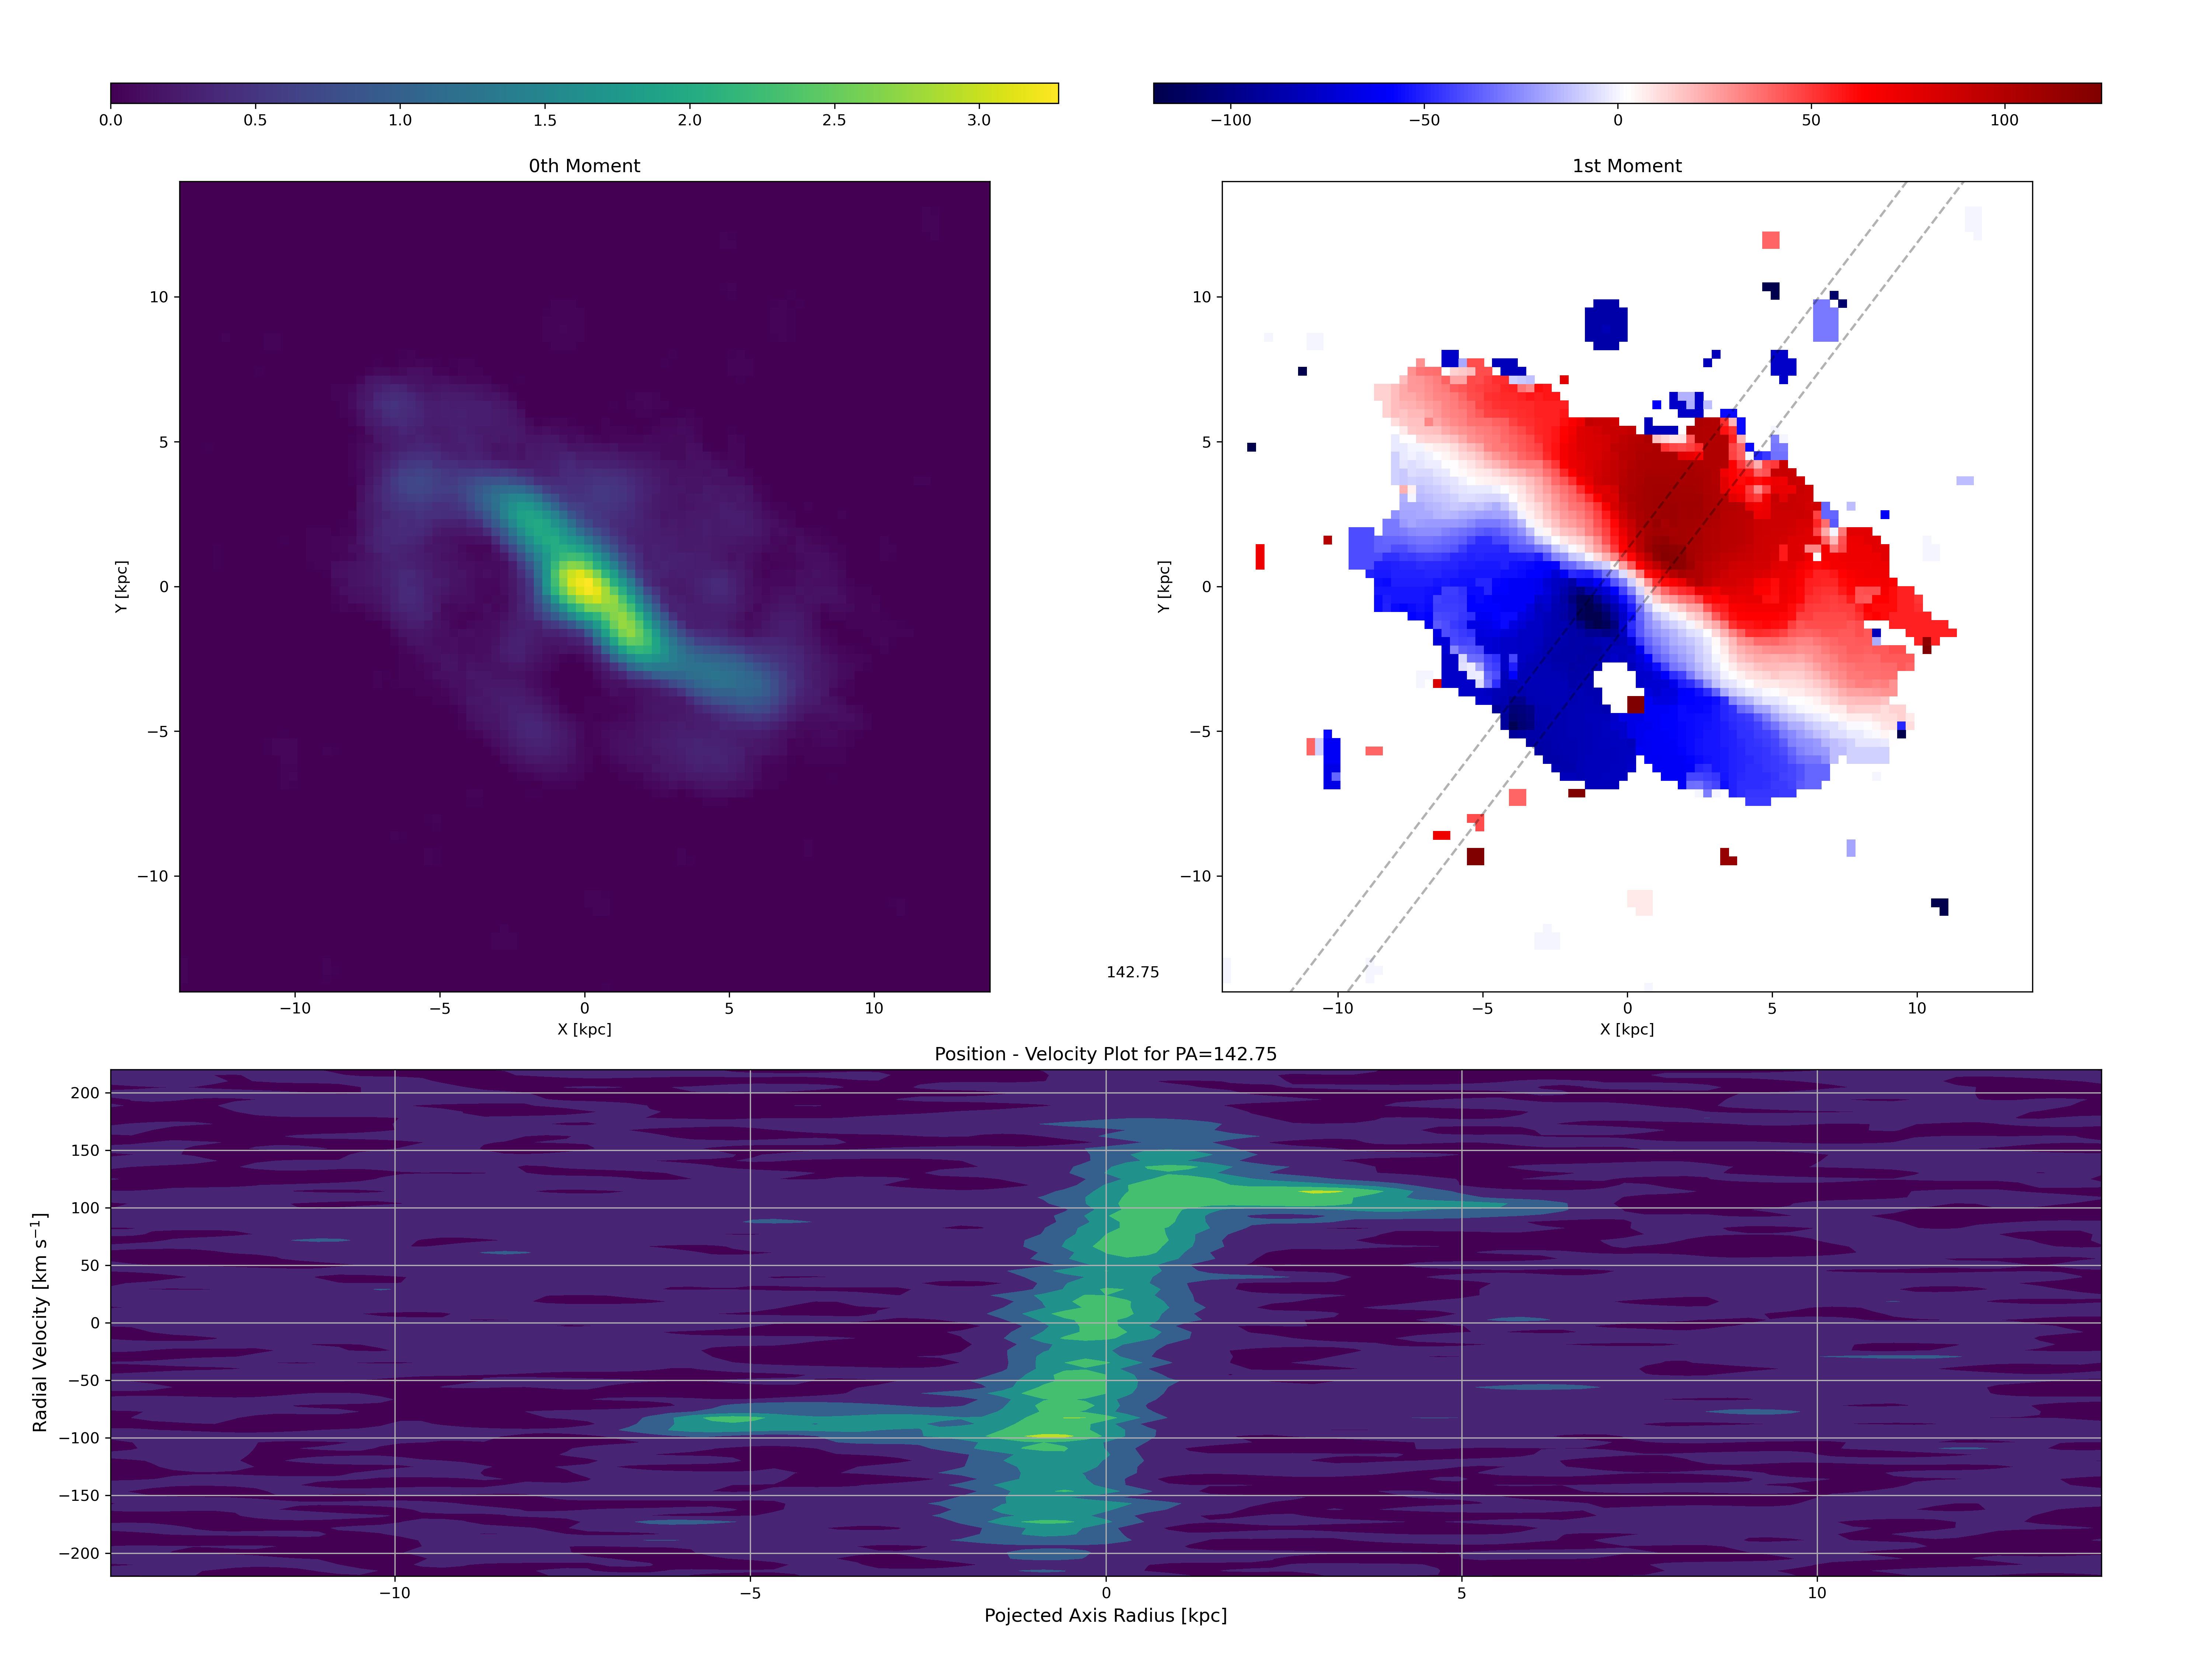 0.0 0.5 1.0 1.5 2.0 2.5 3.0
−100 −50 0 50 100
0th Moment
1st Moment
10
5
0
−5
−10
Y [kpc]
−10 −5 0 5 10
X [kpc]
10
5
0
−5
−10
Y [kpc]
−10 −5 0 5 10
X [kpc]
142.75
Position - Velocity Plot for PA=142.75
200
150
100
50
0
−50
−100
−150
−200
Radial Velocity [km s⁻¹]
−10 −5 0 5 10
Pojected Axis Radius [kpc]